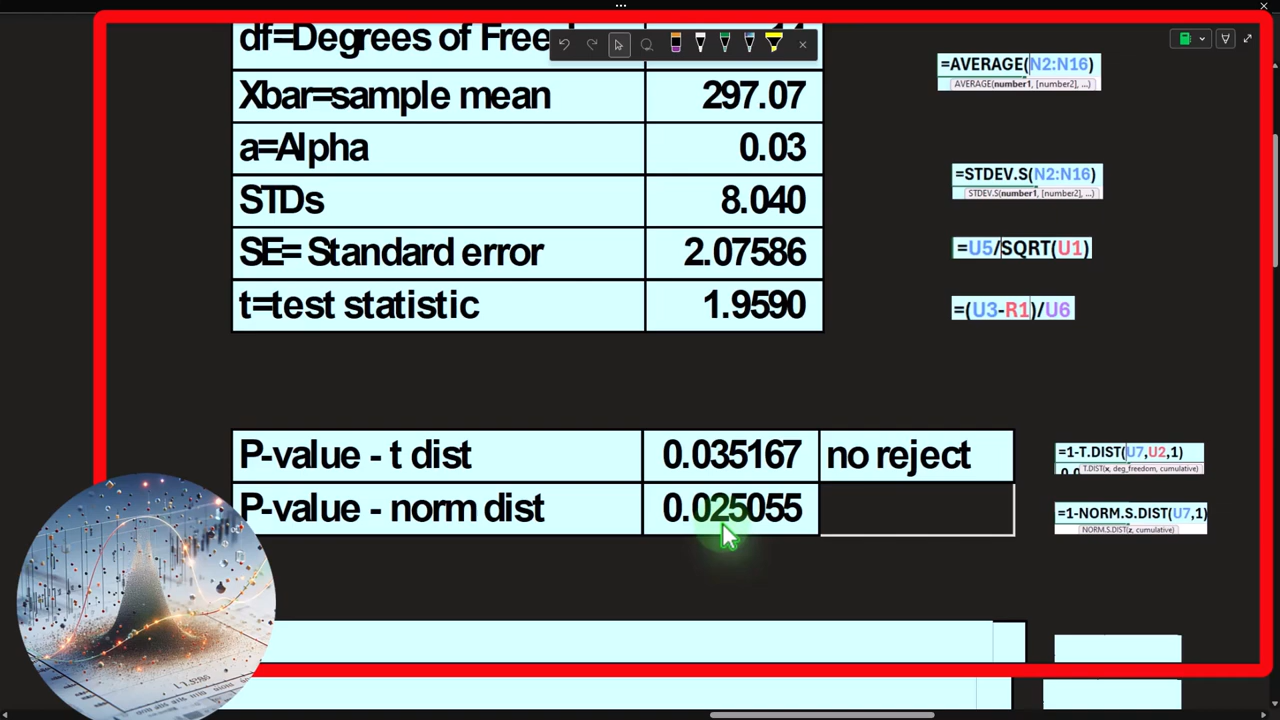 df=Degrees of Free
Xbar=sample mean 297.07
a=Alpha 0.03
STDs 8.040
SE= Standard error 2.07586
t=test statistic 1.9590
=AVERAGE(N2:N16)
AVERAGE(number1, [number2], ...)
=STDEV.S(N2:N16)
STDEV.S(number1, [number2], ...)
=U5/SQRT(U1)
=(U3-R1)/U6
P-value - t dist 0.035167 no reject
P-value - norm dist 0.025055
=1-T.DIST(U7,U2,1)
T.DIST(x, deg_freedom, cumulative)
=1-NORM.S.DIST(U7,1)
NORM.S.DIST(z, cumulative)